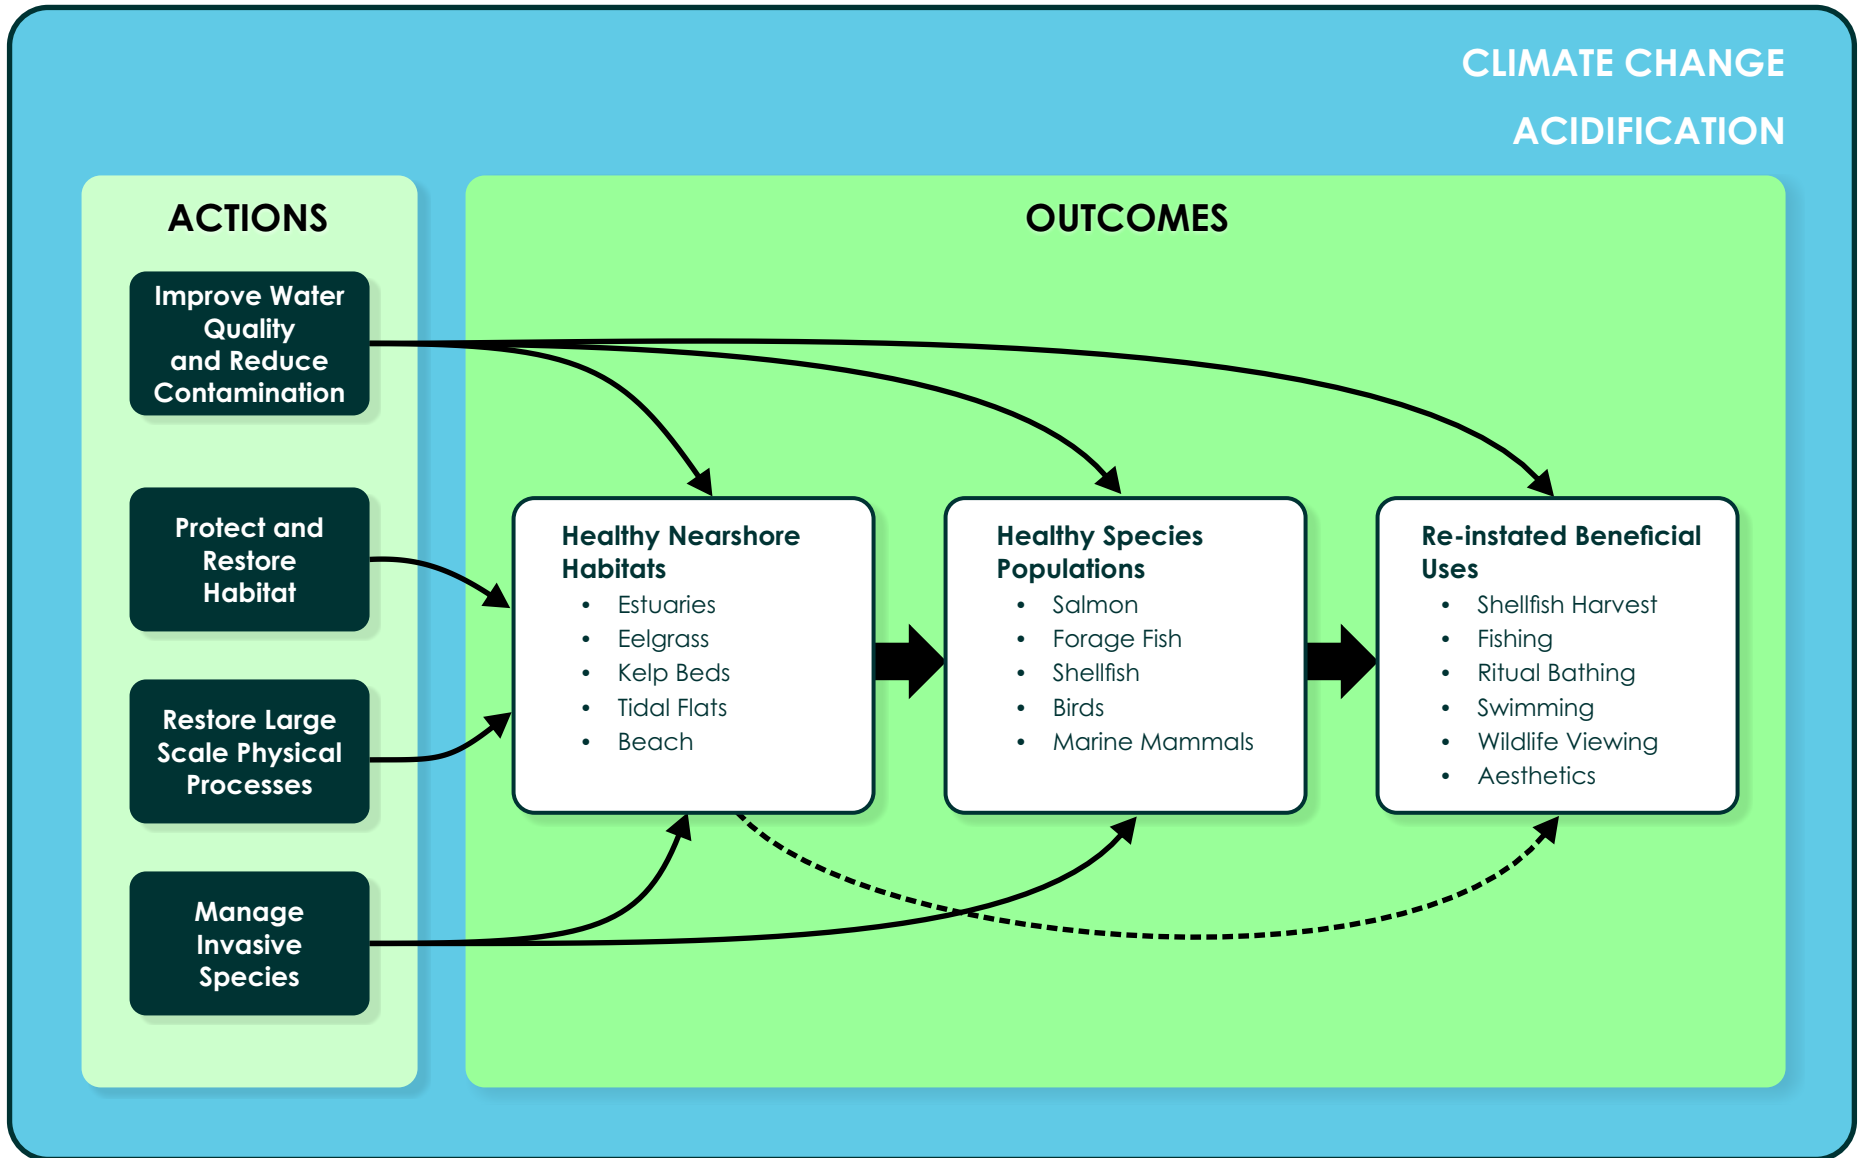 CLIMATE CHANGE
ACIDIFICATION
ACTIONS
Improve Water
Quality
and Reduce
Contamination
Protect and
Restore
Habitat
Restore Large
Scale Physical
Processes
Manage
Invasive
Species
OUTCOMES
Healthy Nearshore
Habitats
• Estuaries
• Eelgrass
• Kelp Beds
• Tidal Flats
• Beach
Healthy Species
Populations
• Salmon
• Forage Fish
• Shellfish
• Birds
• Marine Mammals
Re-instated Beneficial
Uses
• Shellfish Harvest
• Fishing
• Ritual Bathing
• Swimming
• Wildlife Viewing
• Aesthetics